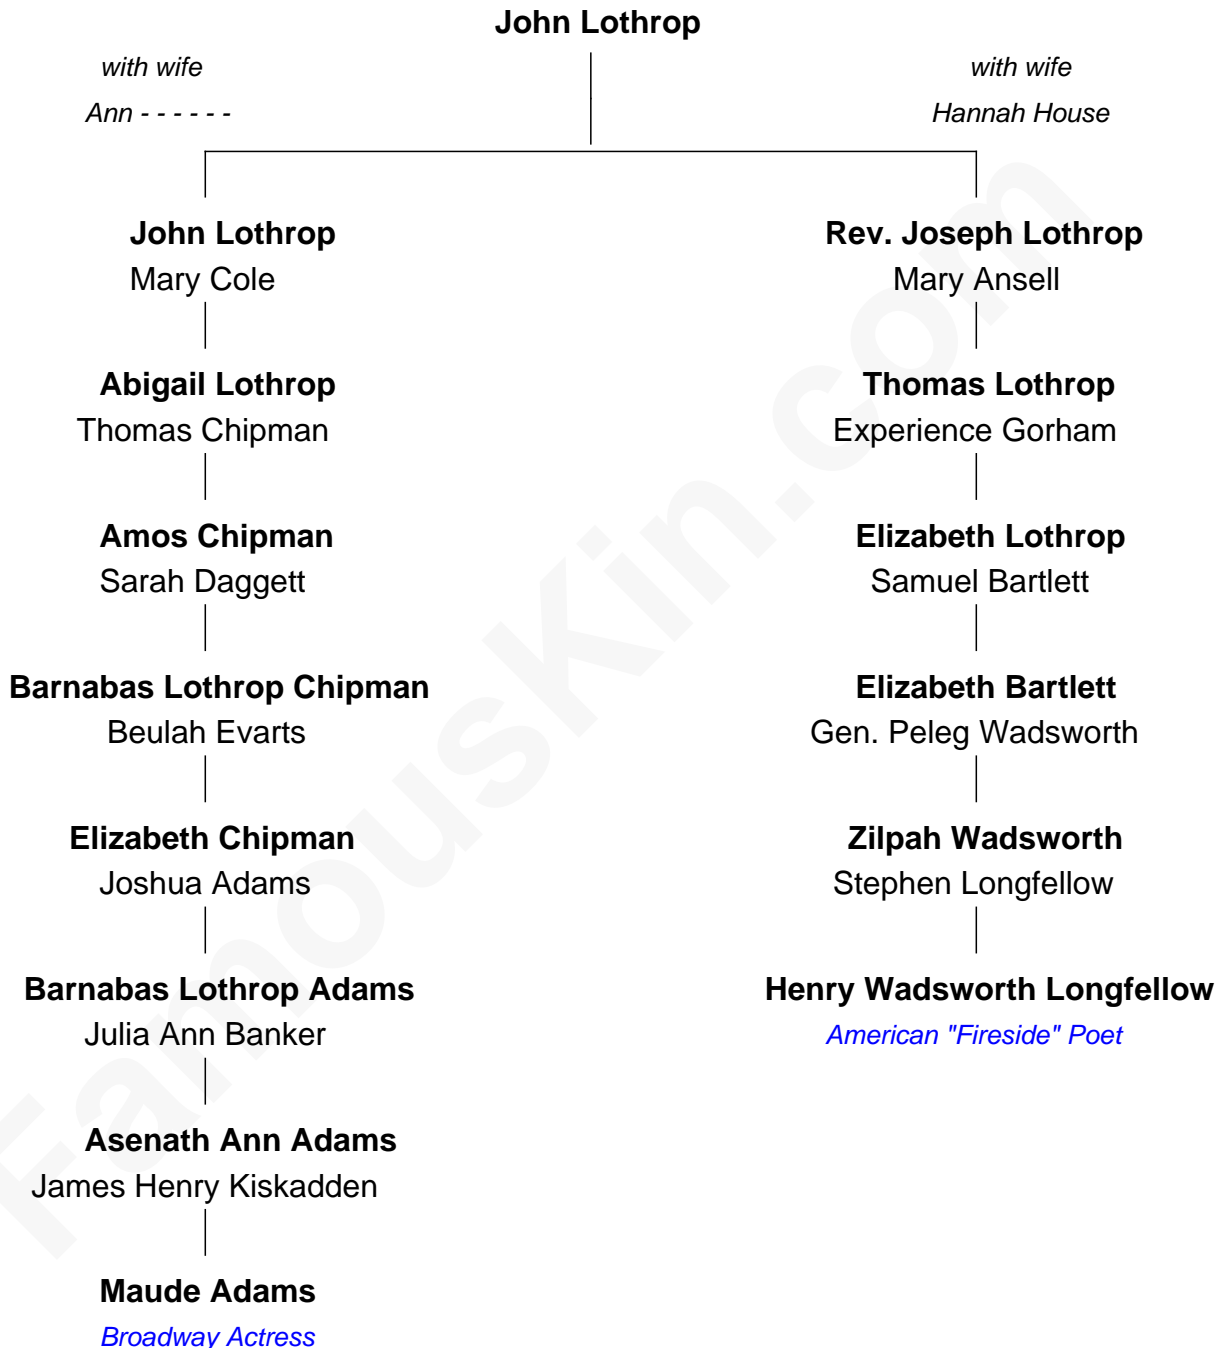 John Lothrop
with wife
Ann - - - - - -
with wife
Hannah House
John Lothrop
Mary Cole
Abigail Lothrop
Thomas Chipman
Amos Chipman
Sarah Daggett
Barnabas Lothrop Chipman
Beulah Evarts
Elizabeth Chipman
Joshua Adams
Barnabas Lothrop Adams
Julia Ann Banker
Asenath Ann Adams
James Henry Kiskadden
Maude Adams
Broadway Actress
Rev. Joseph Lothrop
Mary Ansell
Thomas Lothrop
Experience Gorham
Elizabeth Lothrop
Samuel Bartlett
Elizabeth Bartlett
Gen. Peleg Wadsworth
Zilpah Wadsworth
Stephen Longfellow
Henry Wadsworth Longfellow
American "Fireside" Poet
FamousKin.com